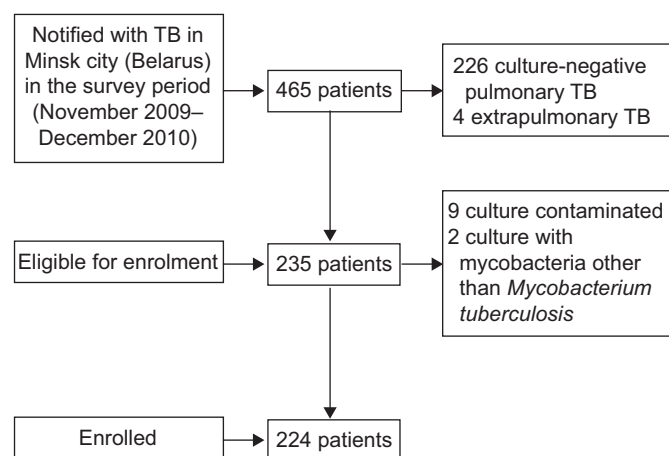 Notified with TB in
Minsk city (Belarus)
in the survey period
(November 2009–
December 2010)
465 patients
226 culture-negative
pulmonary TB
4 extrapulmonary TB
Eligible for enrolment
235 patients
9 culture contaminated
2 culture with
mycobacteria other
than Mycobacterium
tuberculosis
Enrolled
224 patients